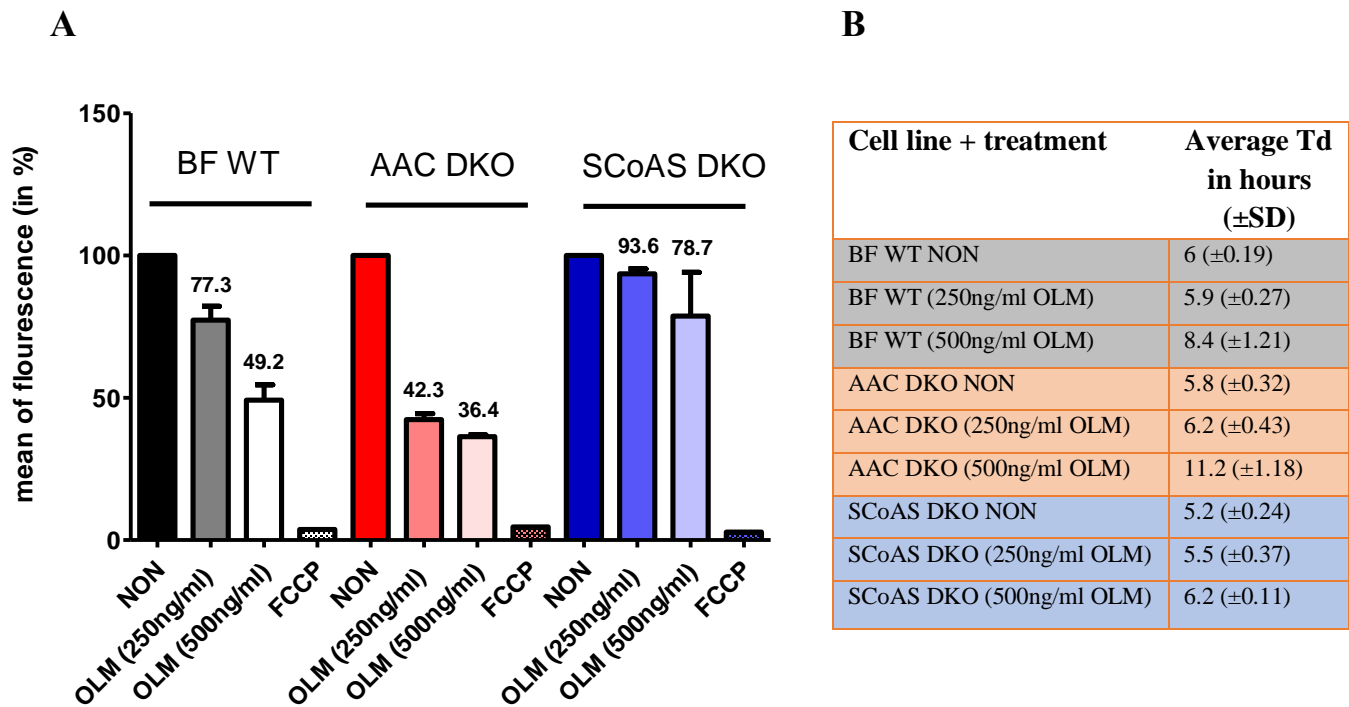 A
mean of flourescence (in %)
150
100
50
0
BF WT
AAC DKO
SCoAS DKO
77.3
49.2
42.3
36.4
93.6
78.7
NON
OLM (250ng/ml)
OLM (500ng/ml)
FCCP
NON
OLM (250ng/ml)
OLM (500ng/ml)
FCCP
NON
OLM (250ng/ml)
OLM (500ng/ml)
FCCP
B
Cell line + treatment
Average Td
in hours
(±SD)
BF WT NON 6 (±0.19)
BF WT (250ng/ml OLM) 5.9 (±0.27)
BF WT (500ng/ml OLM) 8.4 (±1.21)
AAC DKO NON 5.8 (±0.32)
AAC DKO (250ng/ml OLM) 6.2 (±0.43)
AAC DKO (500ng/ml OLM) 11.2 (±1.18)
SCoAS DKO NON 5.2 (±0.24)
SCoAS DKO (250ng/ml OLM) 5.5 (±0.37)
SCoAS DKO (500ng/ml OLM) 6.2 (±0.11)